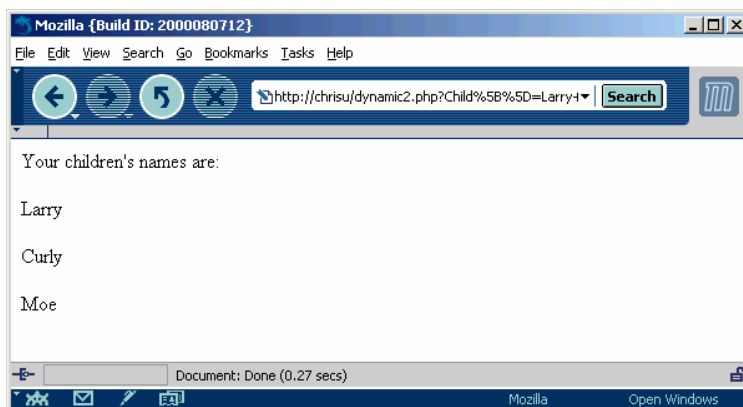 Mozilla {Build ID: 2000080712}
File Edit View Search Go Bookmarks Tasks Help
http://chrisu/dynamic2.php?Child%5B%5D=Larry Search
Your children's names are:
Larry
Curly
Moe
Document: Done (0.27 secs)
Mozilla Open Windows